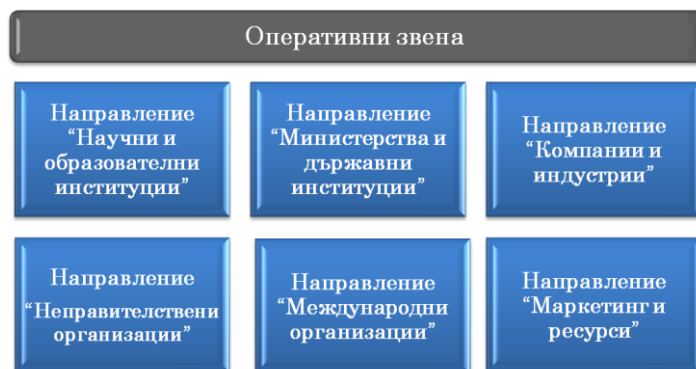 Оперативни звена
Направление
“Научни и
образователни
институции”
Направление
“Министерства и
държавни
институции”
Направление
“Компании и
индустрии”
Направление
“Неправителствени
организации”
Направление
“Международни
организации”
Направление
“Маркетинг и
ресурси”